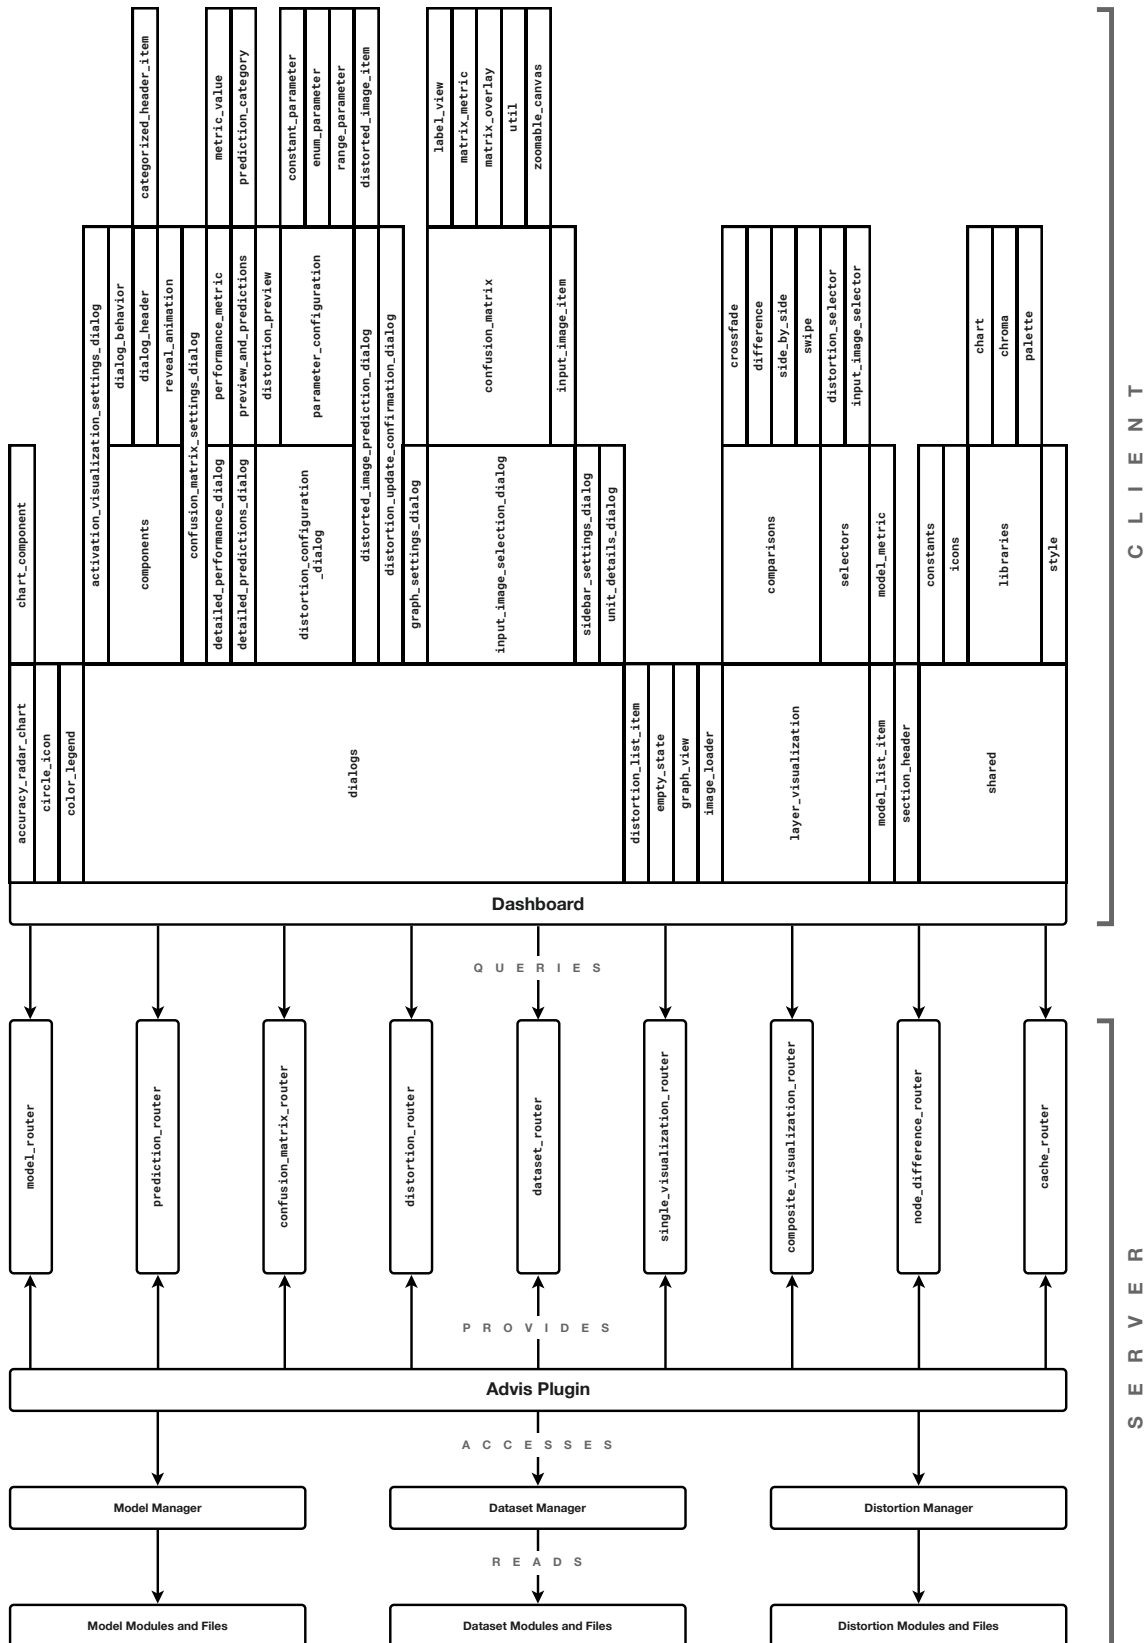 categorized_header_item
metric_value
prediction_category
constant_parameter
enum_parameter
range_parameter
distorted_image_item
label_view
matrix_metric
matrix_overlay
util
zoomable_canvas
activation_visualization_settings_dialog
dialog_behavior
dialog_header
reveal_animation
confusion_matrix_settings_dialog
performance_metric
preview_and_predictions
distortion_preview
parameter_configuration
distorted_image_prediction_dialog
distortion_update_confirmation_dialog
confusion_matrix
input_image_item
crossfade
difference
side_by_side
swipe
distortion_selector
input_image_selector
chart
chroma
palette
chart_component
components
detailed_performance_dialog
detailed_predictions_dialog
distortion_configuration
_dialog
graph_settings_dialog
input_image_selection_dialog
sidebar_settings_dialog
unit_details_dialog
comparisons
selectors
model_metric
constants
icons
libraries
style
accuracy_radar_chart
circle_icon
color_legend
dialogs
distortion_list_item
empty_state
graph_view
image_loader
layer_visualization
model_list_item
section_header
shared
Dashboard
CLIENT
QUERIES
model_router
prediction_router
confusion_matrix_router
distortion_router
dataset_router
single_visualization_router
composite_visualization_router
node_difference_router
cache_router
PROVIDES
Advis Plugin
SERVER
ACCESSES
Model Manager
Dataset Manager
Distortion Manager
READS
Model Modules and Files
Dataset Modules and Files
Distortion Modules and Files